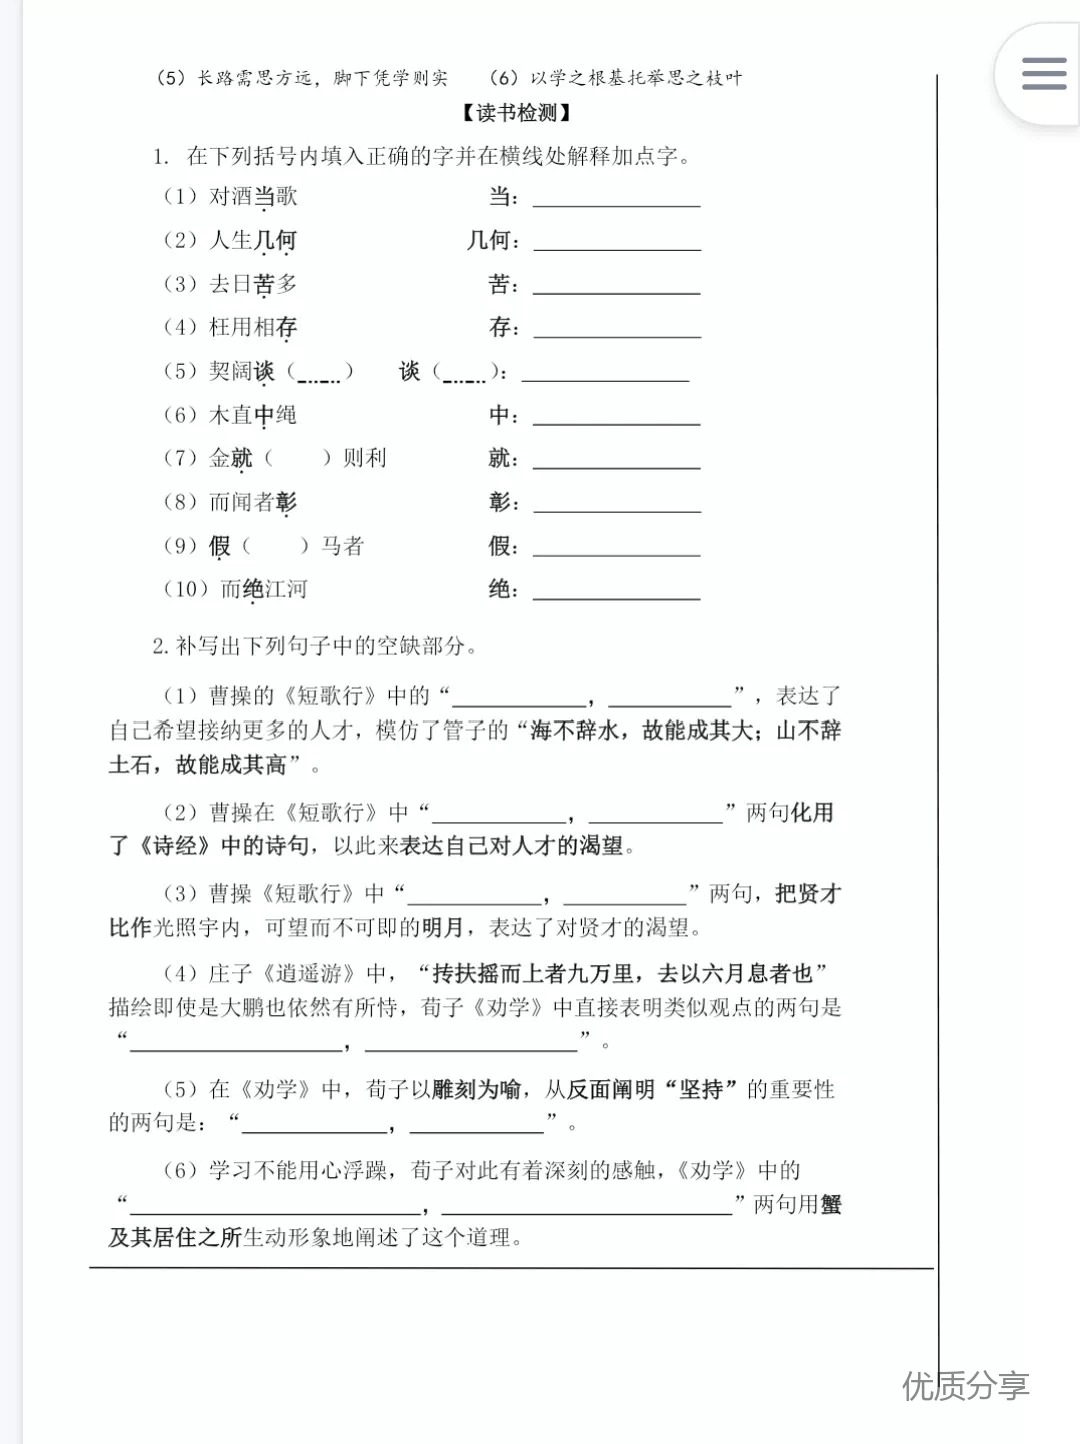 （5）长路需思方远，脚下凭学则实 （6）以学之根基托举思之枝叶
【读书检测】
1. 在下列括号内填入正确的字并在横线处解释加点字。
（1）对酒当歌 当：
（2）人生几何 几何：
（3）去日苦多 苦：
（4）枉用相存 存：
（5）契阔谈（ ） 谈（ ）：
（6）木直中绳 中：
（7）金就（ ）则利 就：
（8）而闻者彰 彰：
（9）假（ ）马者 假：
（10）而绝江河 绝：
2.补写出下列句子中的空缺部分。
（1）曹操的《短歌行》中的“____，____”，表达了
自己希望接纳更多的人才，模仿了管子的“海不辞水，故能成其大；山不辞
土石，故能成其高”。
（2）曹操在《短歌行》中“____，____”两句化用
了《诗经》中的诗句，以此来表达自己对人才的渴望。
（3）曹操《短歌行》中“____，____”两句，把贤才
比作光照宇内，可望而不可即的明月，表达了对贤才的渴望。
（4）庄子《逍遥游》中，“抟扶摇而上者九万里，去以六月息者也”
描绘即使是大鹏也依然有所恃，荀子《劝学》中直接表明类似观点的两句是
“____，____”。
（5）在《劝学》中，荀子以雕刻为喻，从反面阐明“坚持”的重要性
的两句是：“____，____”。
（6）学习不能用心浮躁，荀子对此有着深刻的感触，《劝学》中的
“____，____”两句用蟹
及其居住之所生动形象地阐述了这个道理。
优质分享